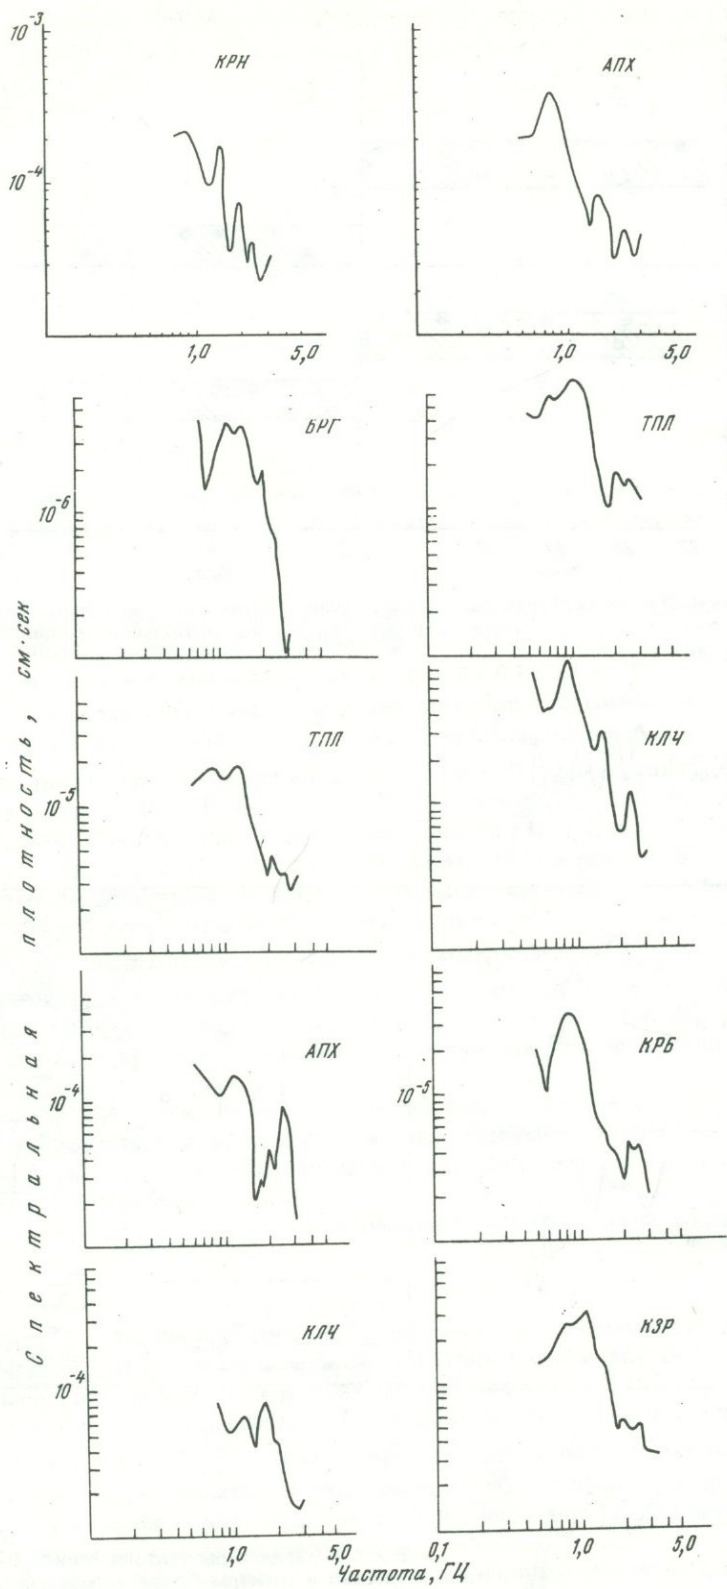 10⁻³
КРН
АПХ
10⁻⁴
1,0 5,0
1,0 5,0
БРГ
ТПЛ
10⁻⁶
ТПЛ
КЛЧ
10⁻⁵
АПХ
КРБ
10⁻⁴
10⁻⁵
КЛЧ
КЗР
10⁻⁴
1,0 5,0
0,1 1,0 5,0
Частота, ГЦ
Спектральная плотность, см·сек